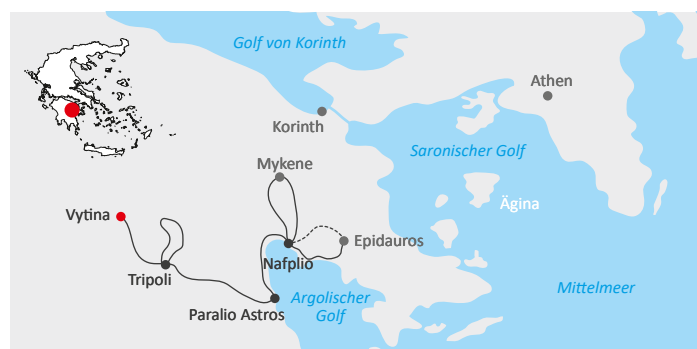 Golf von Korinth
Athen
Korinth
Saronischer Golf
Mykene
Ägina
Vytina
Epidauros
Nafplio
Tripoli
Mittelmeer
Argolischer
Golf
Paralio Astros